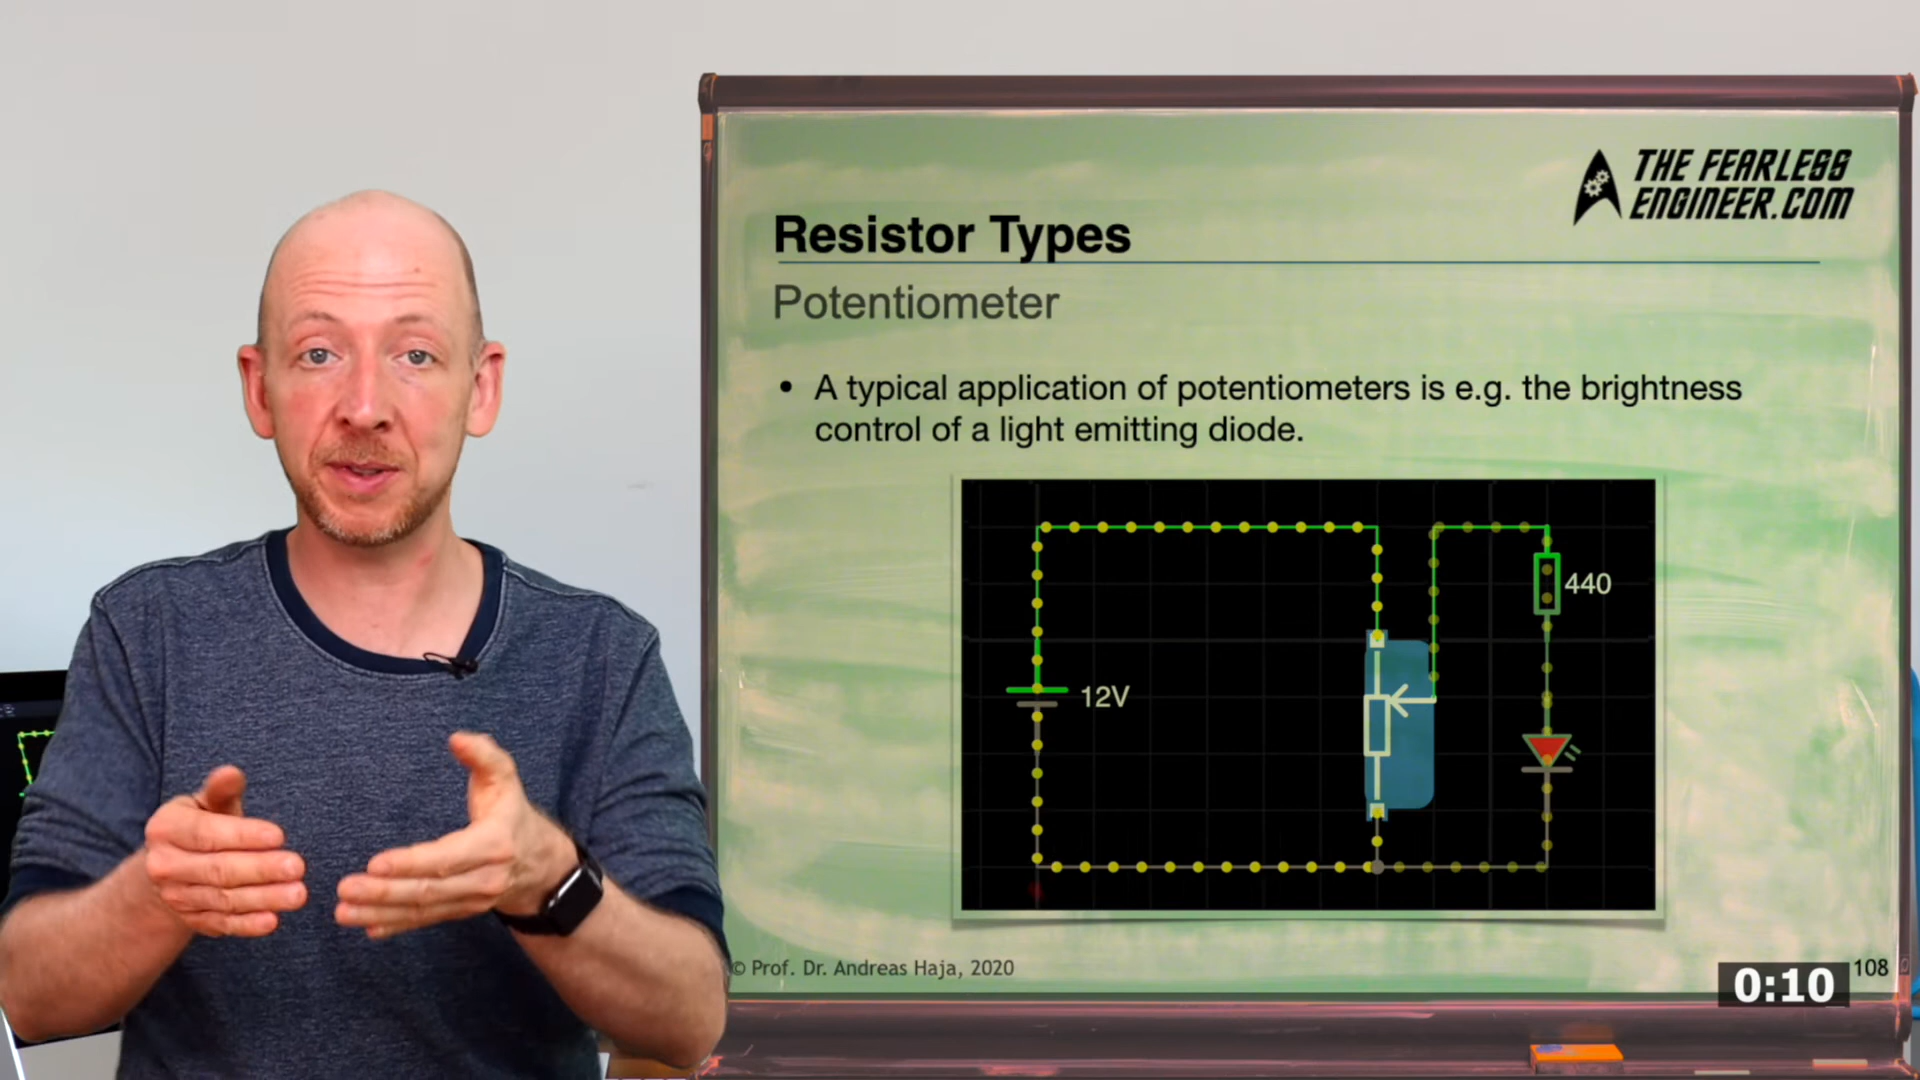 THE FEARLESS
ENGINEER.COM
Resistor Types
Potentiometer
• A typical application of potentiometers is e.g. the brightness
control of a light emitting diode.
440
12V
© Prof. Dr. Andreas Haja, 2020
108
0:10